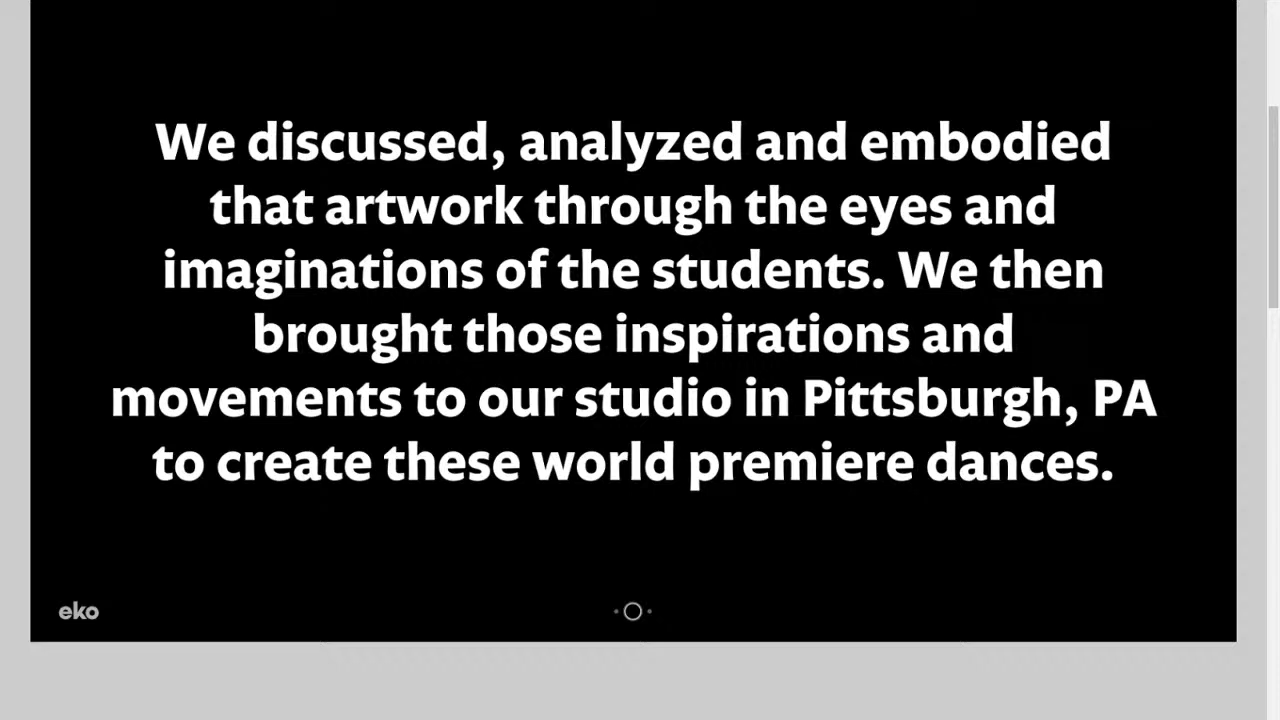 We discussed, analyzed and embodied
that artwork through the eyes and
imaginations of the students. We then
brought those inspirations and
movements to our studio in Pittsburgh, PA
to create these world premiere dances.
eko